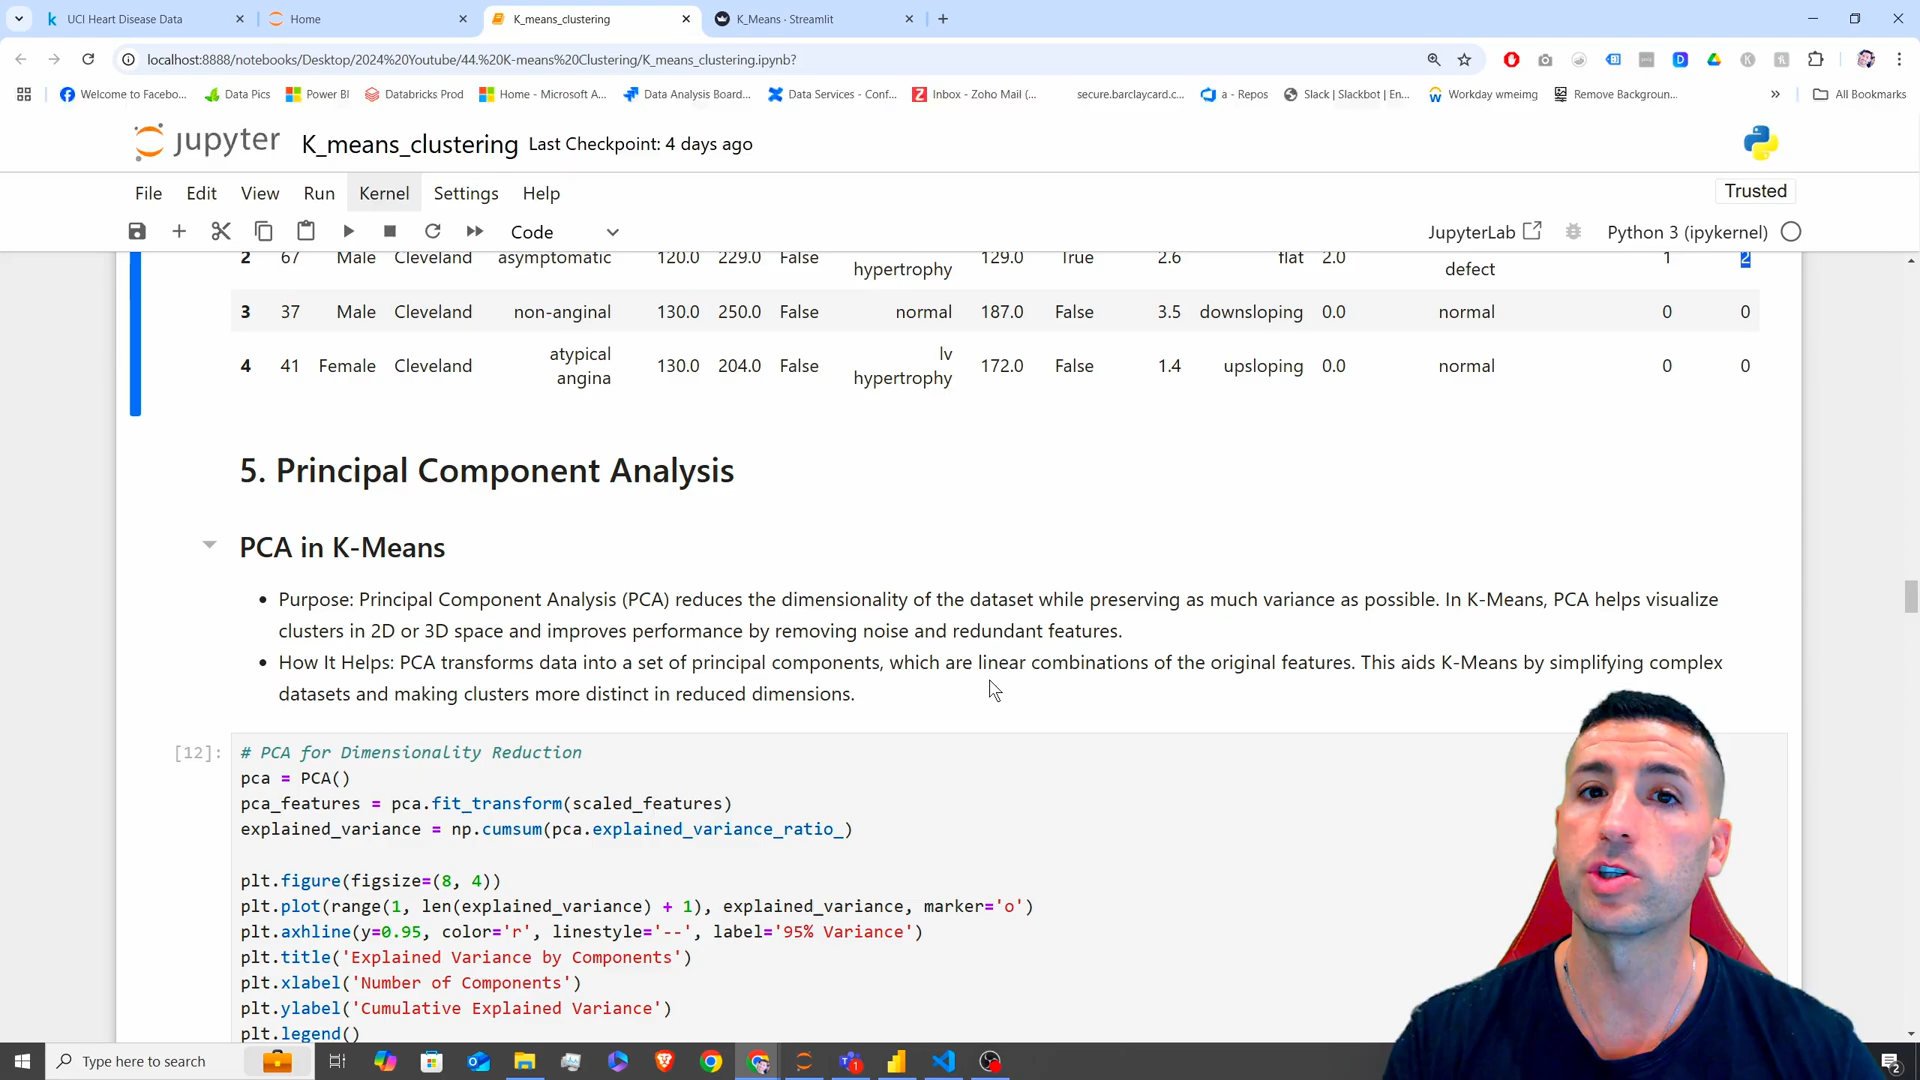 UCI Heart Disease Data
Home
K_means_clustering
K_Means · Streamlit
localhost:8888/notebooks/Desktop/2024%20Youtube/44.%20K-means%20Clustering/K_means_clustering.ipynb?
Welcome to Facebo...
Data Pics
Power BI
Databricks Prod
Home - Microsoft A...
Data Analysis Board...
Data Services - Conf...
Inbox - Zoho Mail (...
secure.barclaycard.c...
a - Repos
Slack | Slackbot | En...
Workday wmeimg
Remove Backgroun...
All Bookmarks
jupyter K_means_clustering Last Checkpoint: 4 days ago
File Edit View Run Kernel Settings Help
Trusted
Code
JupyterLab
Python 3 (ipykernel)
2 67 Male Cleveland asymptomatic 120.0 229.0 False hypertrophy 129.0 True 2.6 flat 2.0 defect 1 2
3 37 Male Cleveland non-anginal 130.0 250.0 False normal 187.0 False 3.5 downsloping 0.0 normal 0 0
4 41 Female Cleveland atypical angina 130.0 204.0 False lv hypertrophy 172.0 False 1.4 upsloping 0.0 normal 0 0
5. Principal Component Analysis
PCA in K-Means
• Purpose: Principal Component Analysis (PCA) reduces the dimensionality of the dataset while preserving as much variance as possible. In K-Means, PCA helps visualize
clusters in 2D or 3D space and improves performance by removing noise and redundant features.
• How It Helps: PCA transforms data into a set of principal components, which are linear combinations of the original features. This aids K-Means by simplifying complex
datasets and making clusters more distinct in reduced dimensions.
[12]: # PCA for Dimensionality Reduction
pca = PCA()
pca_features = pca.fit_transform(scaled_features)
explained_variance = np.cumsum(pca.explained_variance_ratio_)
plt.figure(figsize=(8, 4))
plt.plot(range(1, len(explained_variance) + 1), explained_variance, marker='o')
plt.axhline(y=0.95, color='r', linestyle='--', label='95% Variance')
plt.title('Explained Variance by Components')
plt.xlabel('Number of Components')
plt.ylabel('Cumulative Explained Variance')
plt.legend()
Type here to search